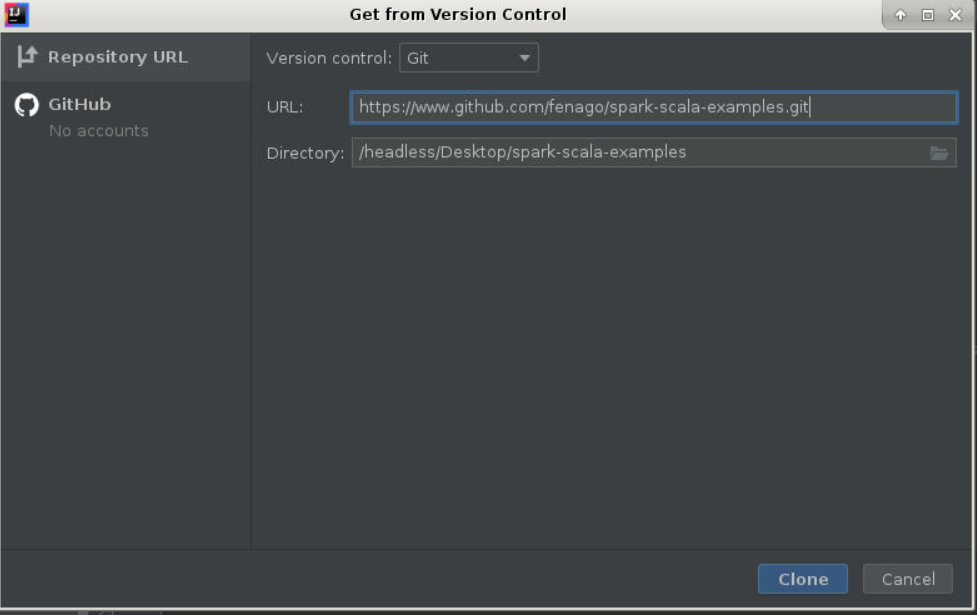 IJ
Get from Version Control
Repository URL
GitHub
No accounts
Version control: Git
URL: https://www.github.com/fenago/spark-scala-examples.git
Directory: /headless/Desktop/spark-scala-examples
Clone Cancel